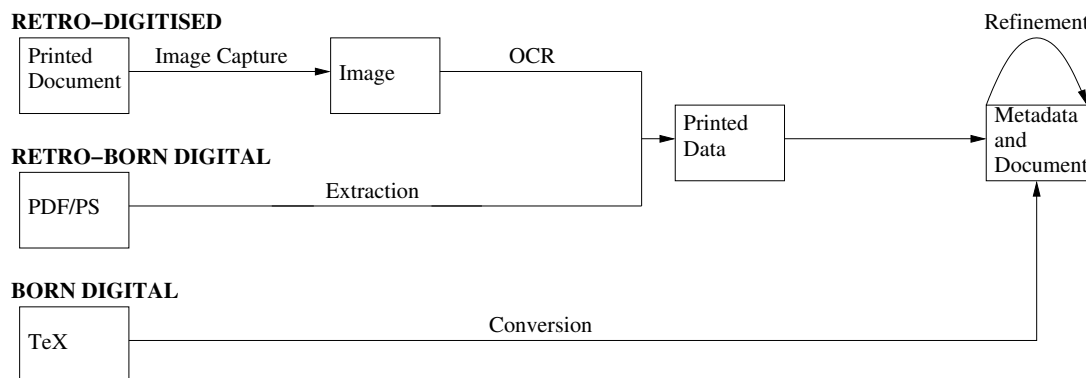 RETRO−DIGITISED
Printed
Document
Image Capture
Image
OCR
Refinement
Printed
Data
Metadata
and
Document
RETRO−BORN DIGITAL
PDF/PS
Extraction
BORN DIGITAL
TeX
Conversion